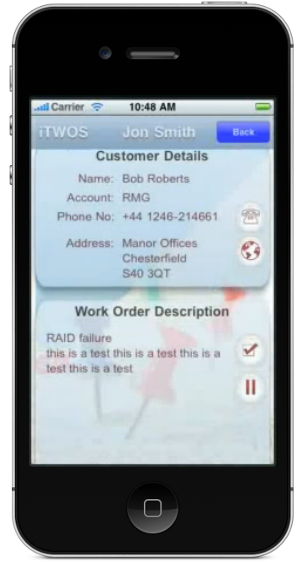 Carrier 10:48 AM
iTWOS Jon Smith Back
Customer Details
Name: Bob Roberts
Account: RMG
Phone No: +44 1246-214661
Address: Manor Offices
Chesterfield
S40 3QT
Work Order Description
RAID failure
this is a test this is a test this is a
test this is a test